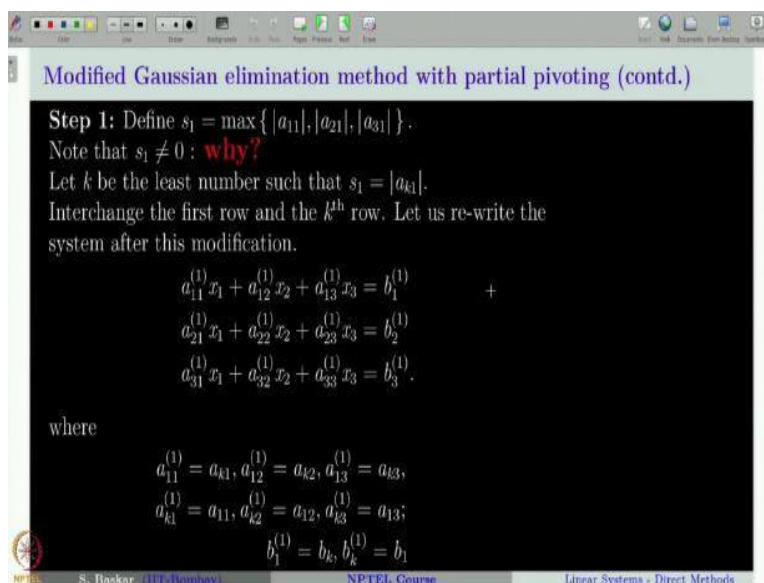 Modified Gaussian elimination method with partial pivoting (contd.)
Step 1: Define s₁ = max { |a₁₁|, |a₂₁|, |a₃₁| } .
Note that s₁ ≠ 0 : why?
Let k be the least number such that s₁ = |aₖ₁|.
Interchange the first row and the kᵗʰ row. Let us re-write the
system after this modification.
a₁₁⁽¹⁾x₁ + a₁₂⁽¹⁾x₂ + a₁₃⁽¹⁾x₃ = b₁⁽¹⁾
a₂₁⁽¹⁾x₁ + a₂₂⁽¹⁾x₂ + a₂₃⁽¹⁾x₃ = b₂⁽¹⁾
a₃₁⁽¹⁾x₁ + a₃₂⁽¹⁾x₂ + a₃₃⁽¹⁾x₃ = b₃⁽¹⁾.
where
a₁₁⁽¹⁾ = aₖ₁, a₁₂⁽¹⁾ = aₖ₂, a₁₃⁽¹⁾ = aₖ₃,
aₖ₁⁽¹⁾ = a₁₁, aₖ₂⁽¹⁾ = a₁₂, aₖ₃⁽¹⁾ = a₁₃;
b₁⁽¹⁾ = bₖ, bₖ⁽¹⁾ = b₁
S. Baskar (IIT-Bombay) NPTEL Course Linear Systems - Direct Methods